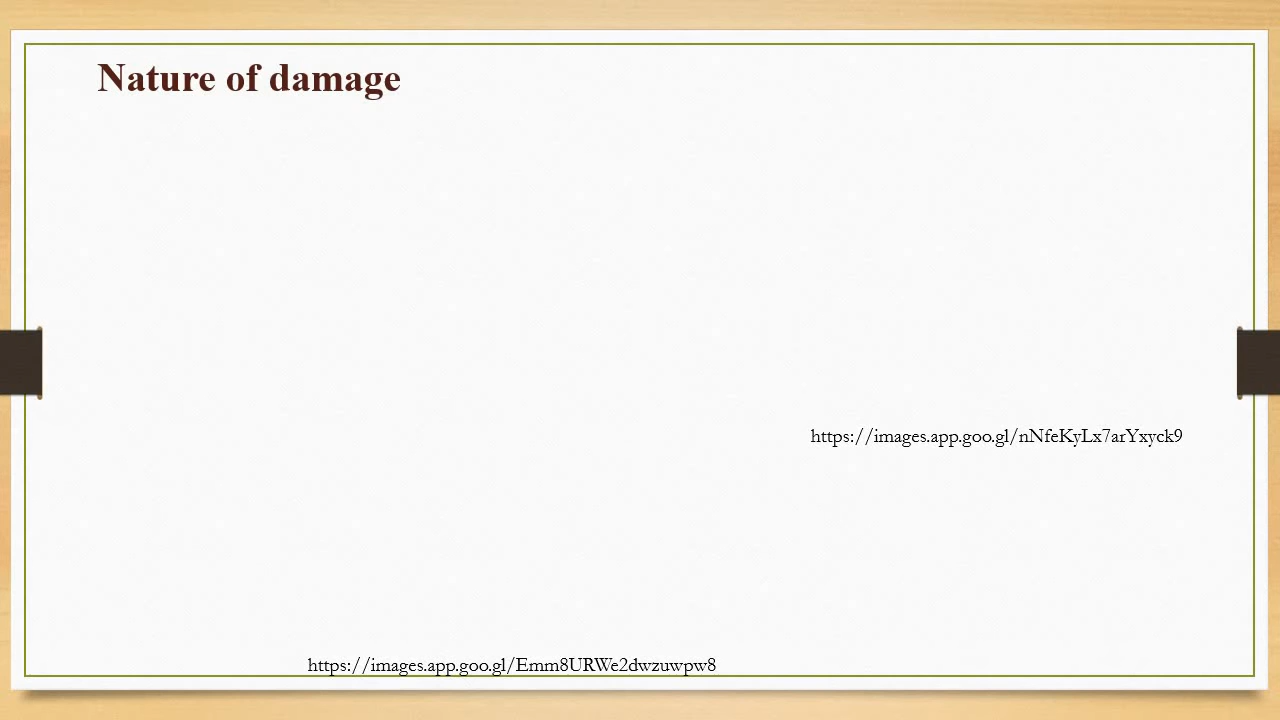 Nature of damage
https://images.app.goo.gl/nNfeKyLx7arYxyck9
https://images.app.goo.gl/Emm8URWe2dwzuwpw8